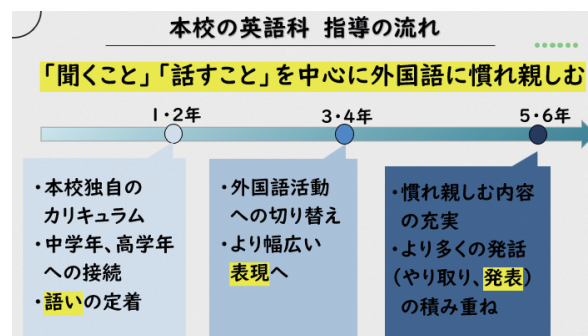 本校の英語科 指導の流れ
「聞くこと」「話すこと」を中心に外国語に慣れ親しむ
1・2年
3・4年
5・6年
・本校独自の
カリキュラム
・中学年、高学年
への接続
・語いの定着
・外国語活動
への切り替え
・より幅広い
表現へ
・慣れ親しむ内容
の充実
・より多くの発話
(やり取り、発表)
の積み重ね